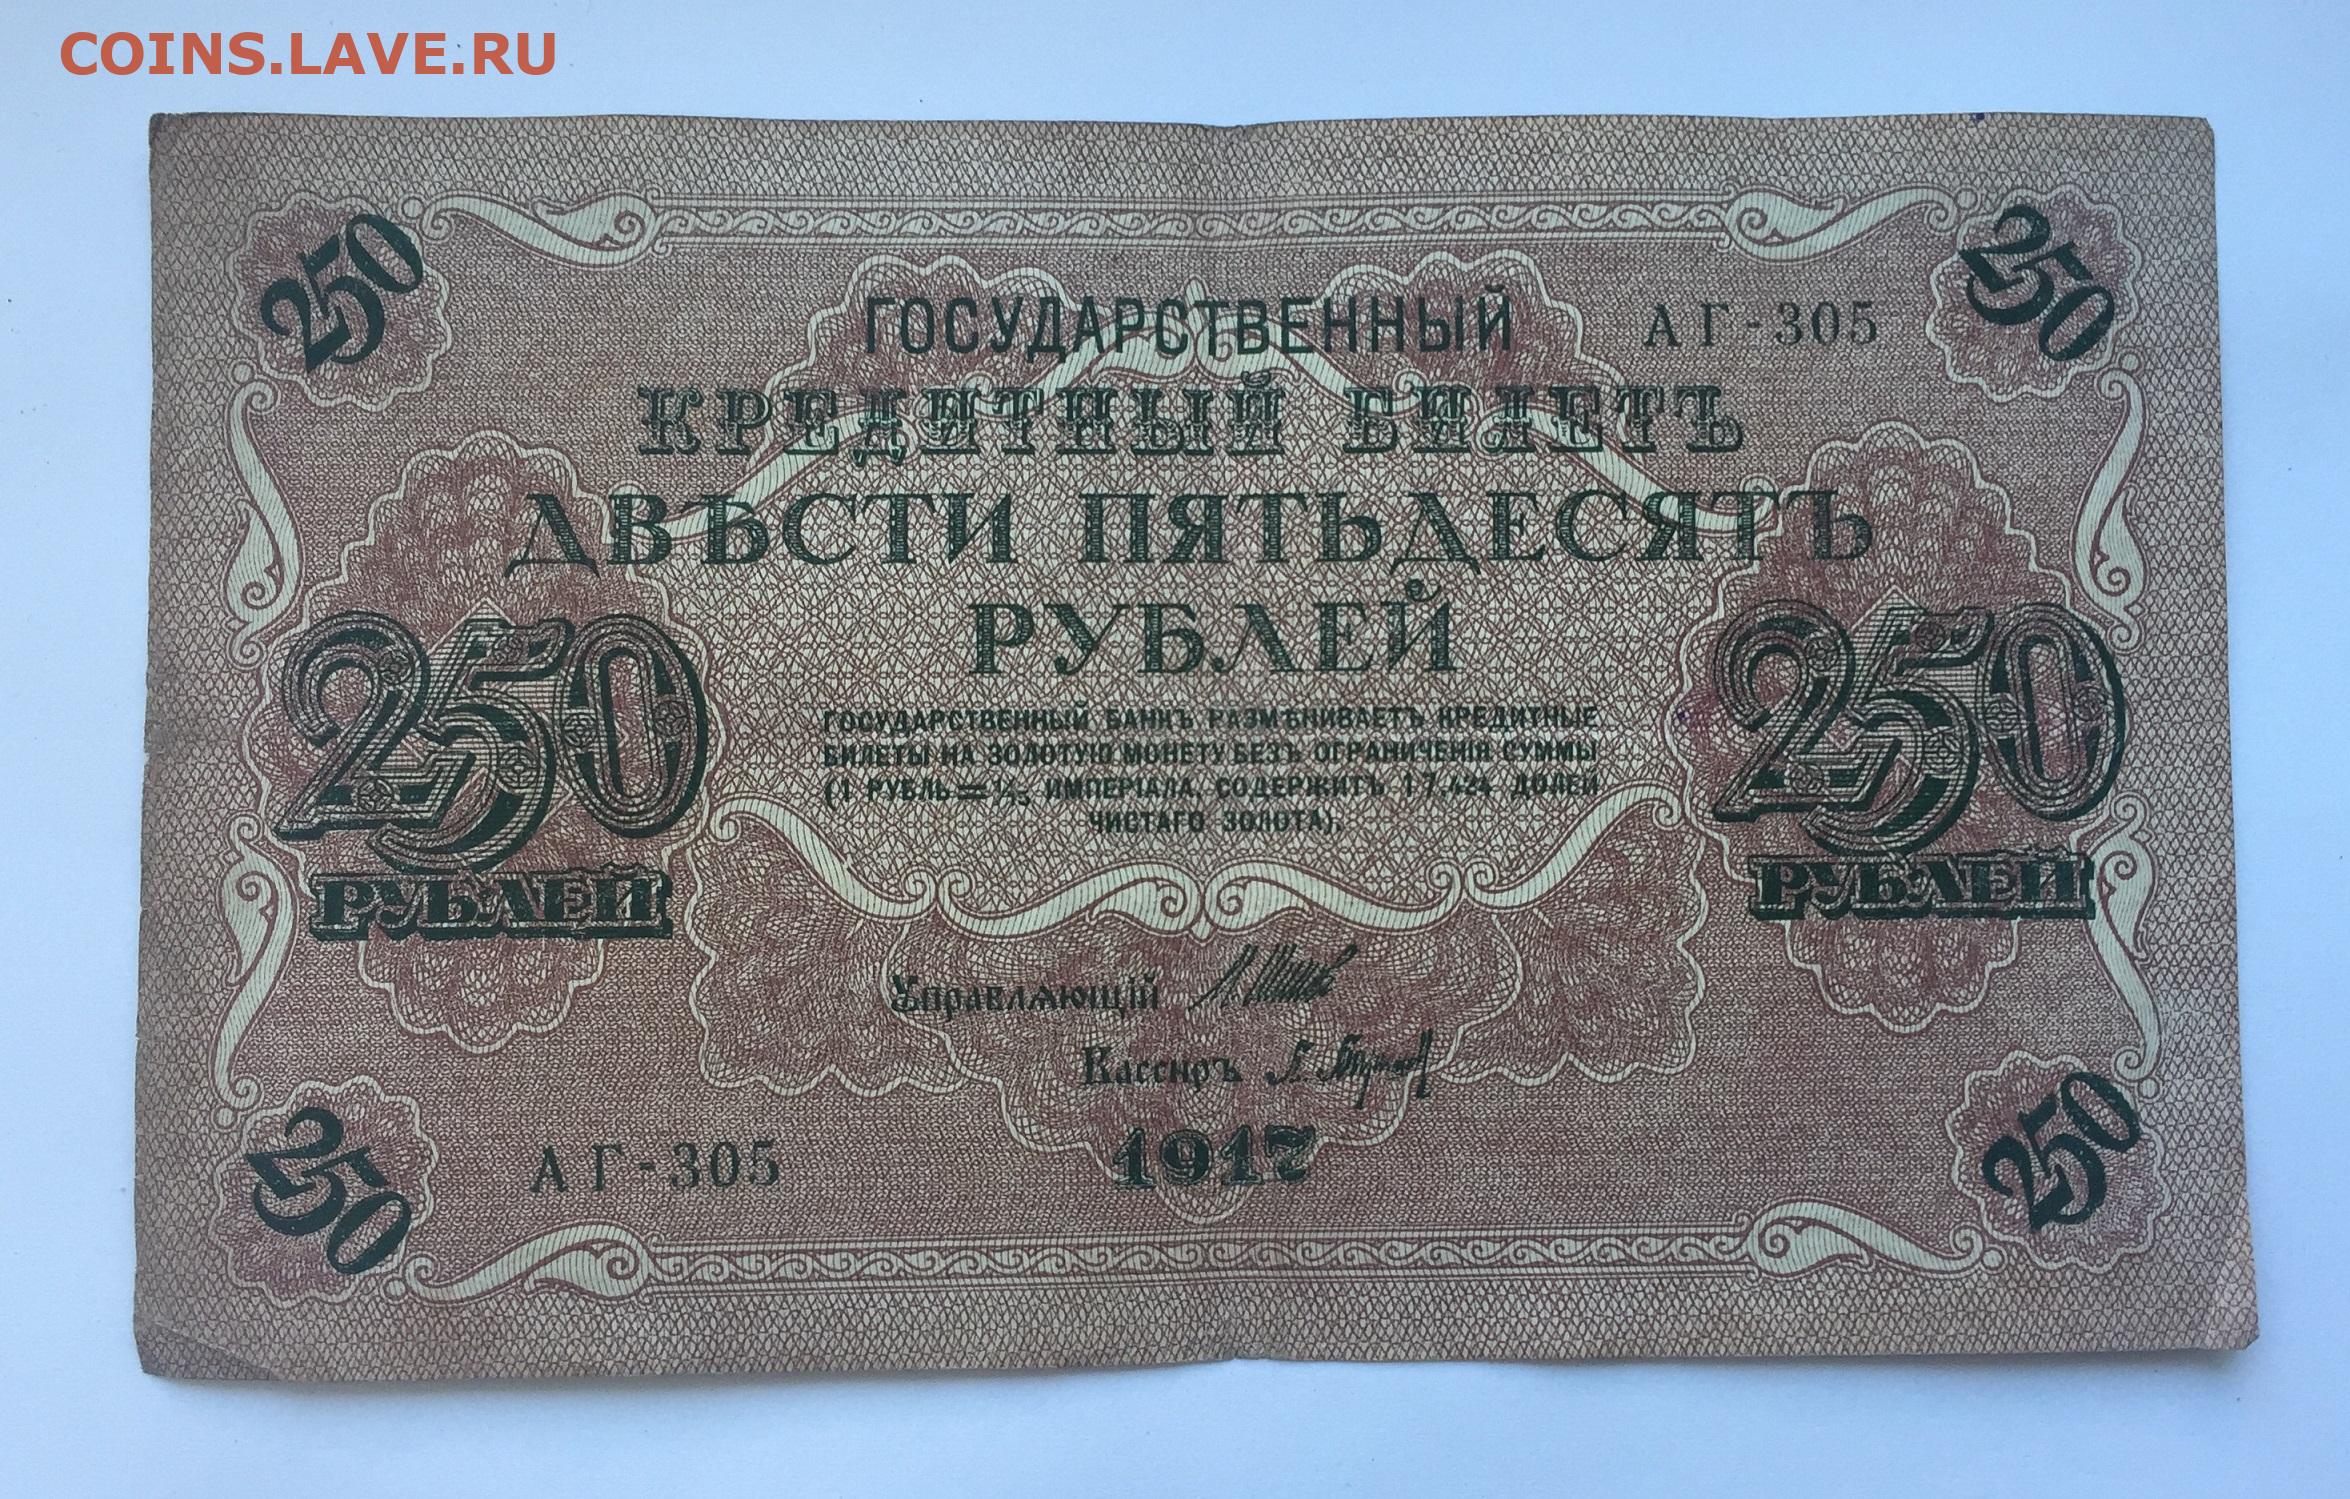 COINS.LAVE.RU
250
250
ГОСУДАРСТВЕННЫЙ
АГ-305
КРЕДИТНЫЙ БИЛЕТЪ
ДВѢСТИ ПЯТЬДЕСЯТЪ
РУБЛЕЙ
250
250
ГОСУДАРСТВЕННЫЙ БАНКЪ РАЗМѢНИВАЕТЪ КРЕДИТНЫЕ
БИЛЕТЫ НА ЗОЛОТУЮ МОНЕТУ БЕЗЪ ОГРАНИЧЕНІЯ СУММЫ
(1 РУБЛЬ = 1/15 ИМПЕРІАЛА, СОДЕРЖИТЪ 17,424 ДОЛЕЙ
ЧИСТАГО ЗОЛОТА).
РУБЛЕЙ
РУБЛЕЙ
Управляющій
Кассиръ
250
АГ-305
1917
250